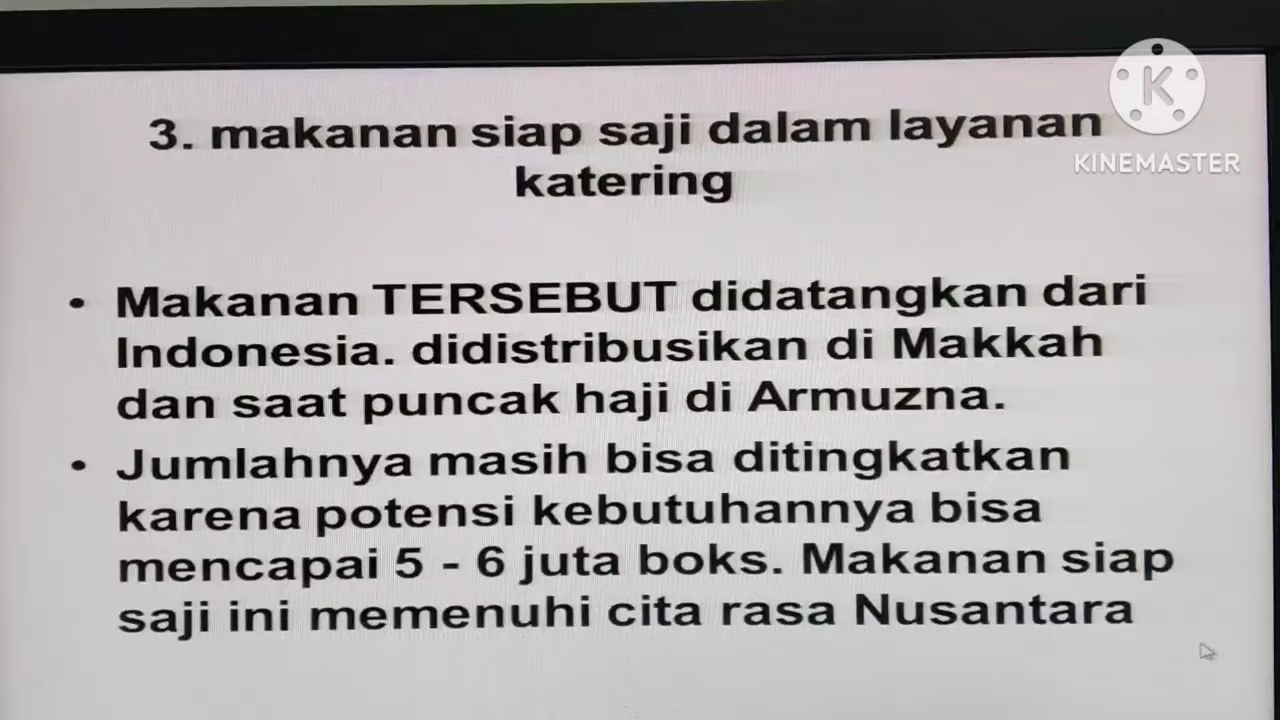 3. makanan siap saji dalam layanan
katering
• Makanan TERSEBUT didatangkan dari
Indonesia. didistribusikan di Makkah
dan saat puncak haji di Armuzna.
• Jumlahnya masih bisa ditingkatkan
karena potensi kebutuhannya bisa
mencapai 5 - 6 juta boks. Makanan siap
saji ini memenuhi cita rasa Nusantara
K
KINEMASTER